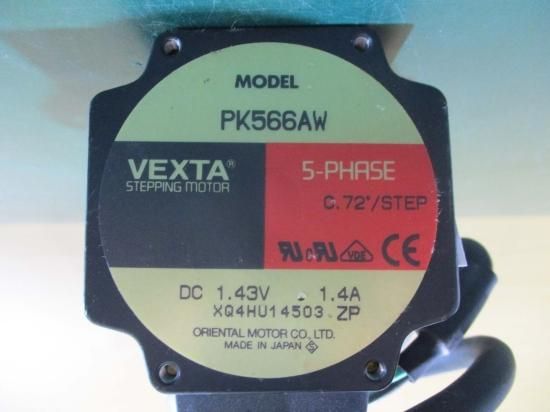 MODEL
PK566AW
VEXTA®
STEPPING MOTOR
5-PHASE
0.72°/STEP
VDE CE
DC 1.43V 1.4A
XQ4HU14503 ZP
ORIENTAL MOTOR CO., LTD.
MADE IN JAPAN S